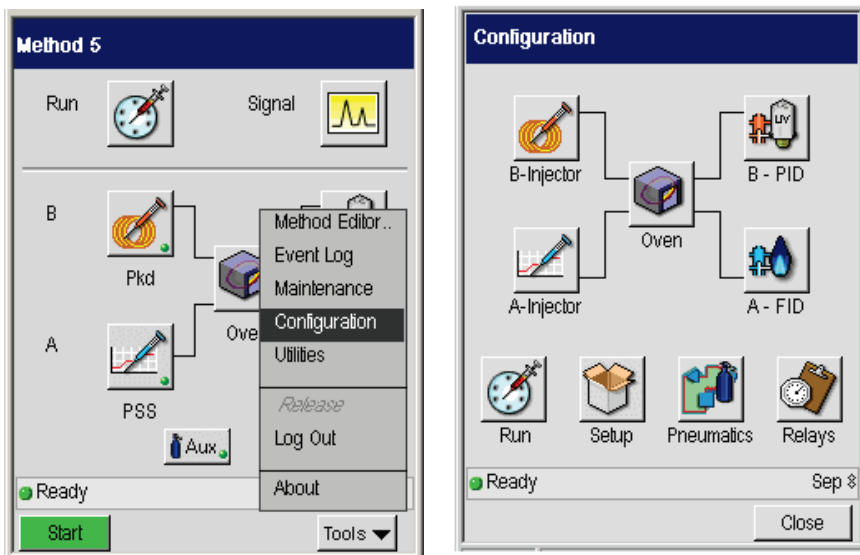 Method 5
Run
Signal
B
Pkd
A
PSS
Aux
Ready
Start
Tools
Method Editor..
Event Log
Maintenance
Configuration
Utilities
Release
Log Out
About
Configuration
B-Injector
UV
B - PID
Oven
A-Injector
A - FID
Run
Setup
Pneumatics
Relays
Ready
Sep 8
Close